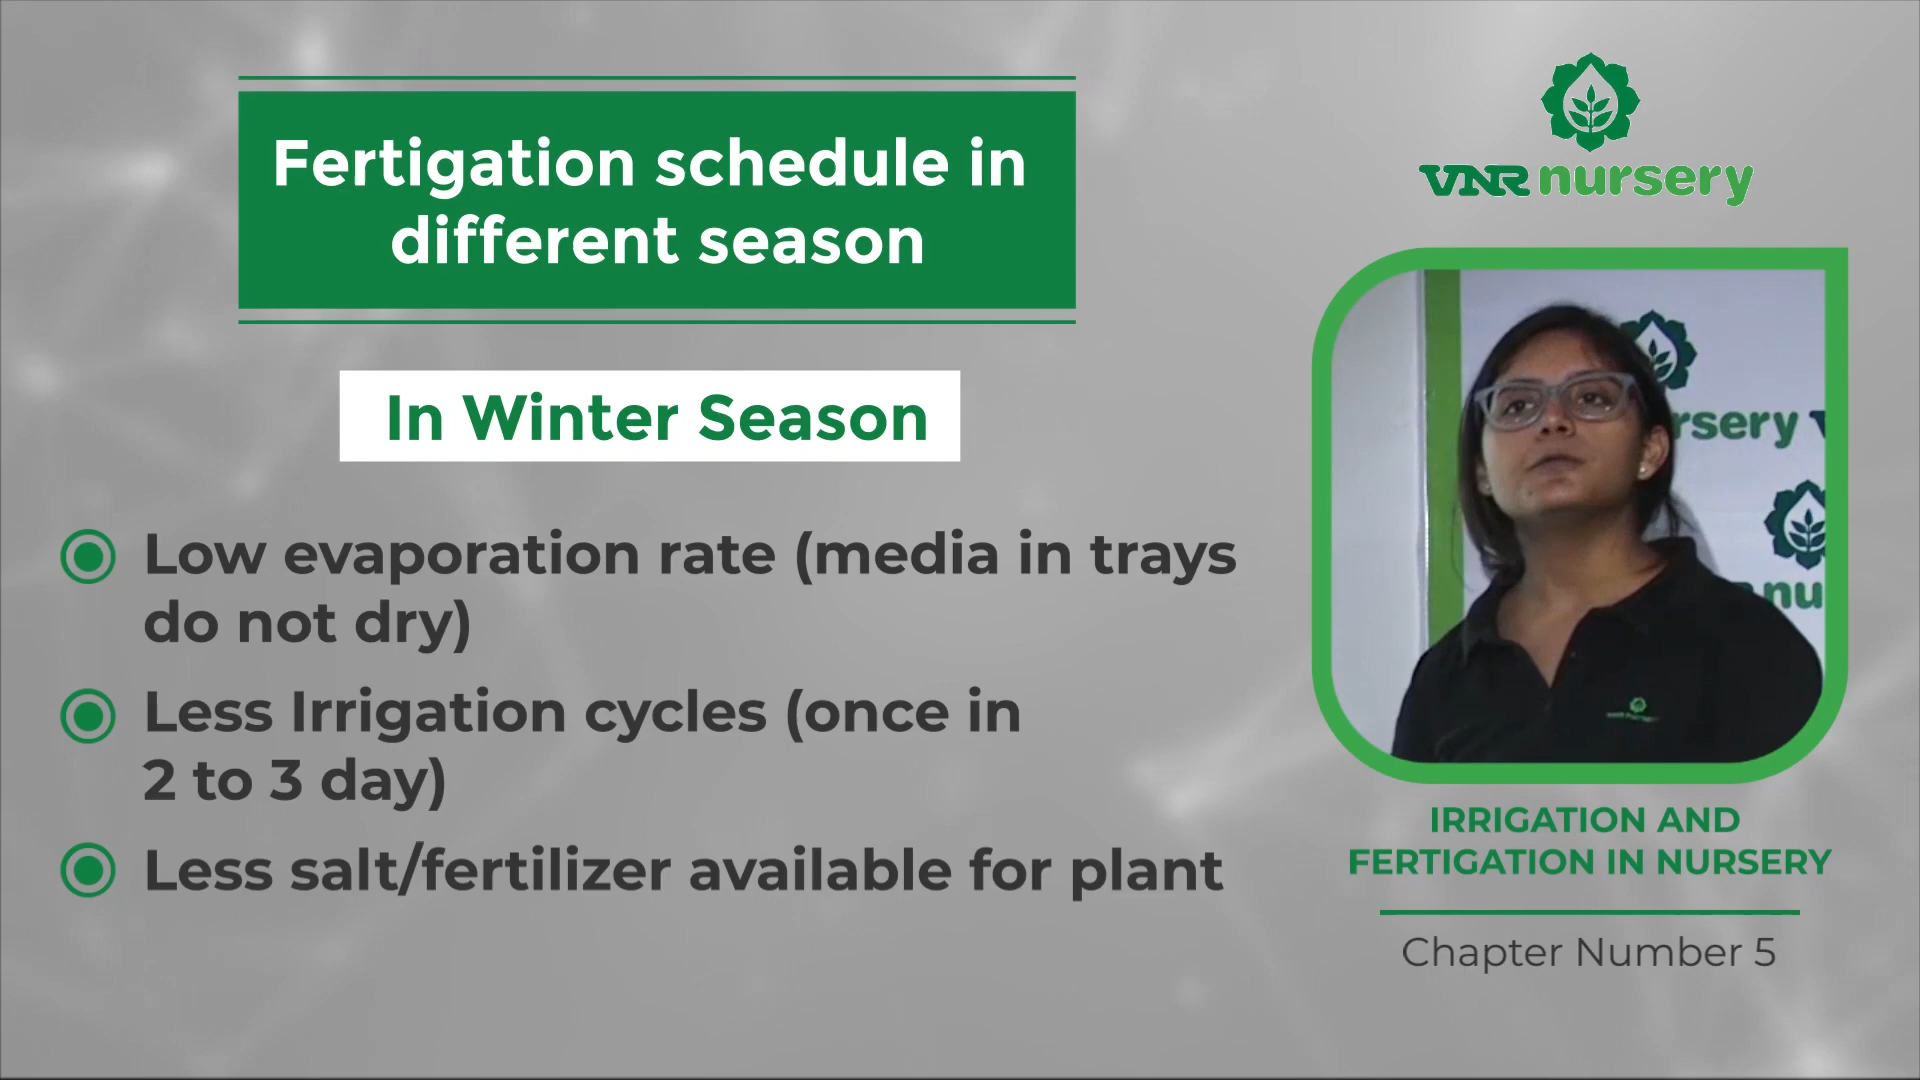 Fertigation schedule in
different season
In Winter Season
Low evaporation rate (media in trays
do not dry)
Less Irrigation cycles (once in
2 to 3 day)
Less salt/fertilizer available for plant
VNR nursery
rsery V
nu
IRRIGATION AND
FERTIGATION IN NURSERY
Chapter Number 5